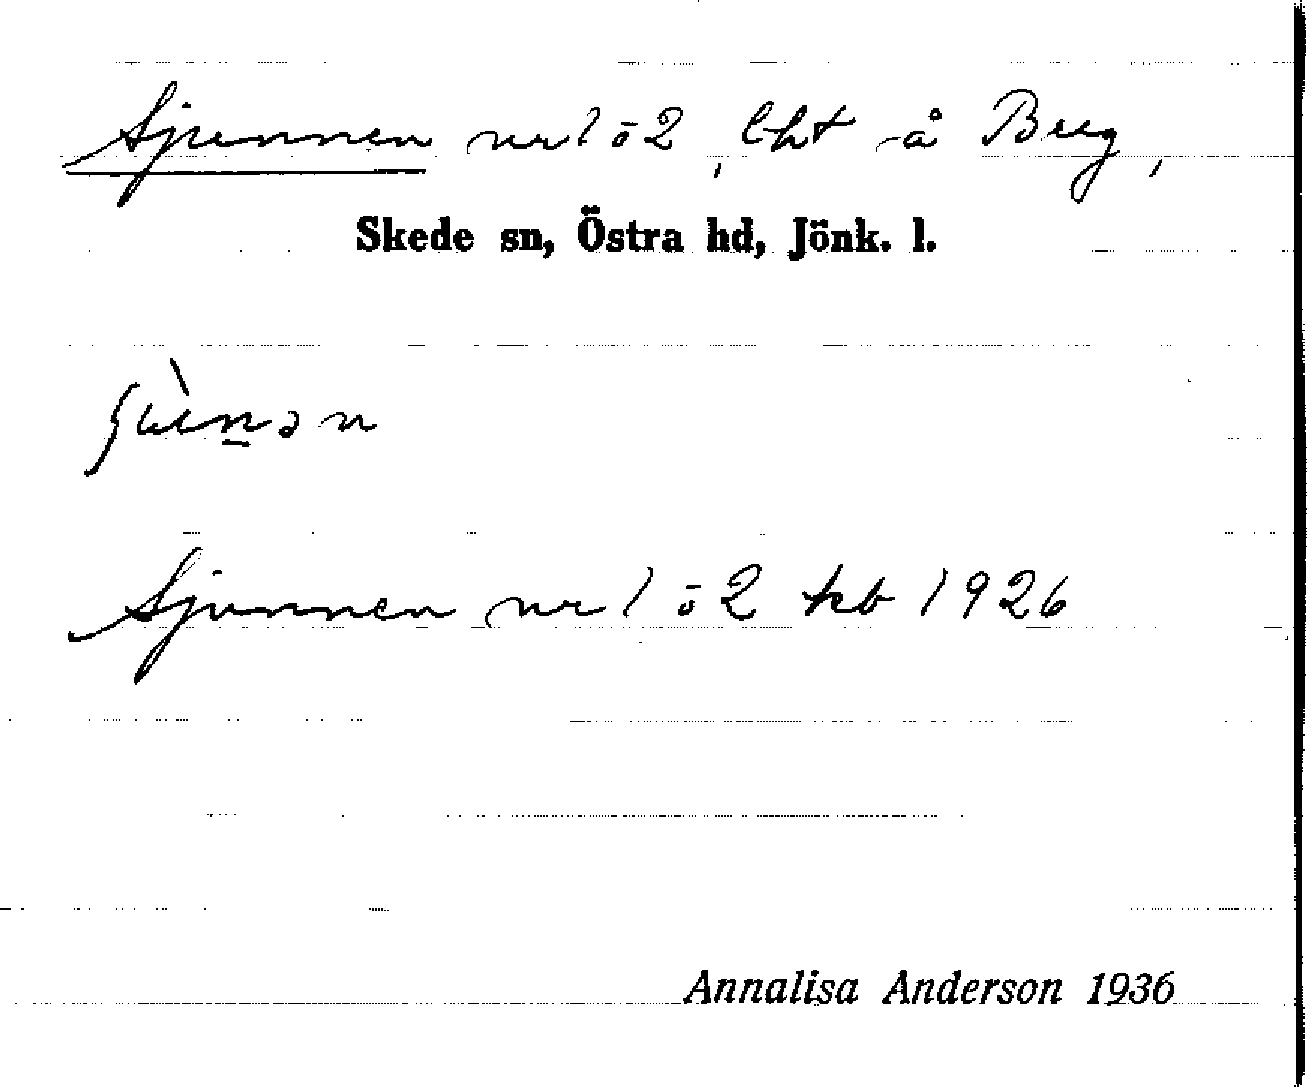 Sjunnen nr 1 o 2, lht å Berg,
Skede sn, Östra hd, Jönk. l.
Sjunnen nr 1 o 2 kb 1926
Annalisa Anderson 1936